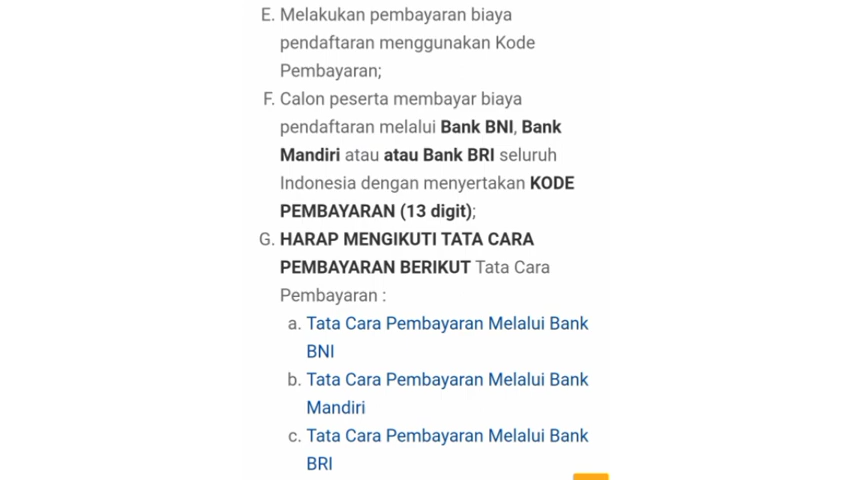 E. Melakukan pembayaran biaya
pendaftaran menggunakan Kode
Pembayaran;
F. Calon peserta membayar biaya
pendaftaran melalui Bank BNI, Bank
Mandiri atau atau Bank BRI seluruh
Indonesia dengan menyertakan KODE
PEMBAYARAN (13 digit);
G. HARAP MENGIKUTI TATA CARA
PEMBAYARAN BERIKUT Tata Cara
Pembayaran :
a. Tata Cara Pembayaran Melalui Bank
BNI
b. Tata Cara Pembayaran Melalui Bank
Mandiri
c. Tata Cara Pembayaran Melalui Bank
BRI